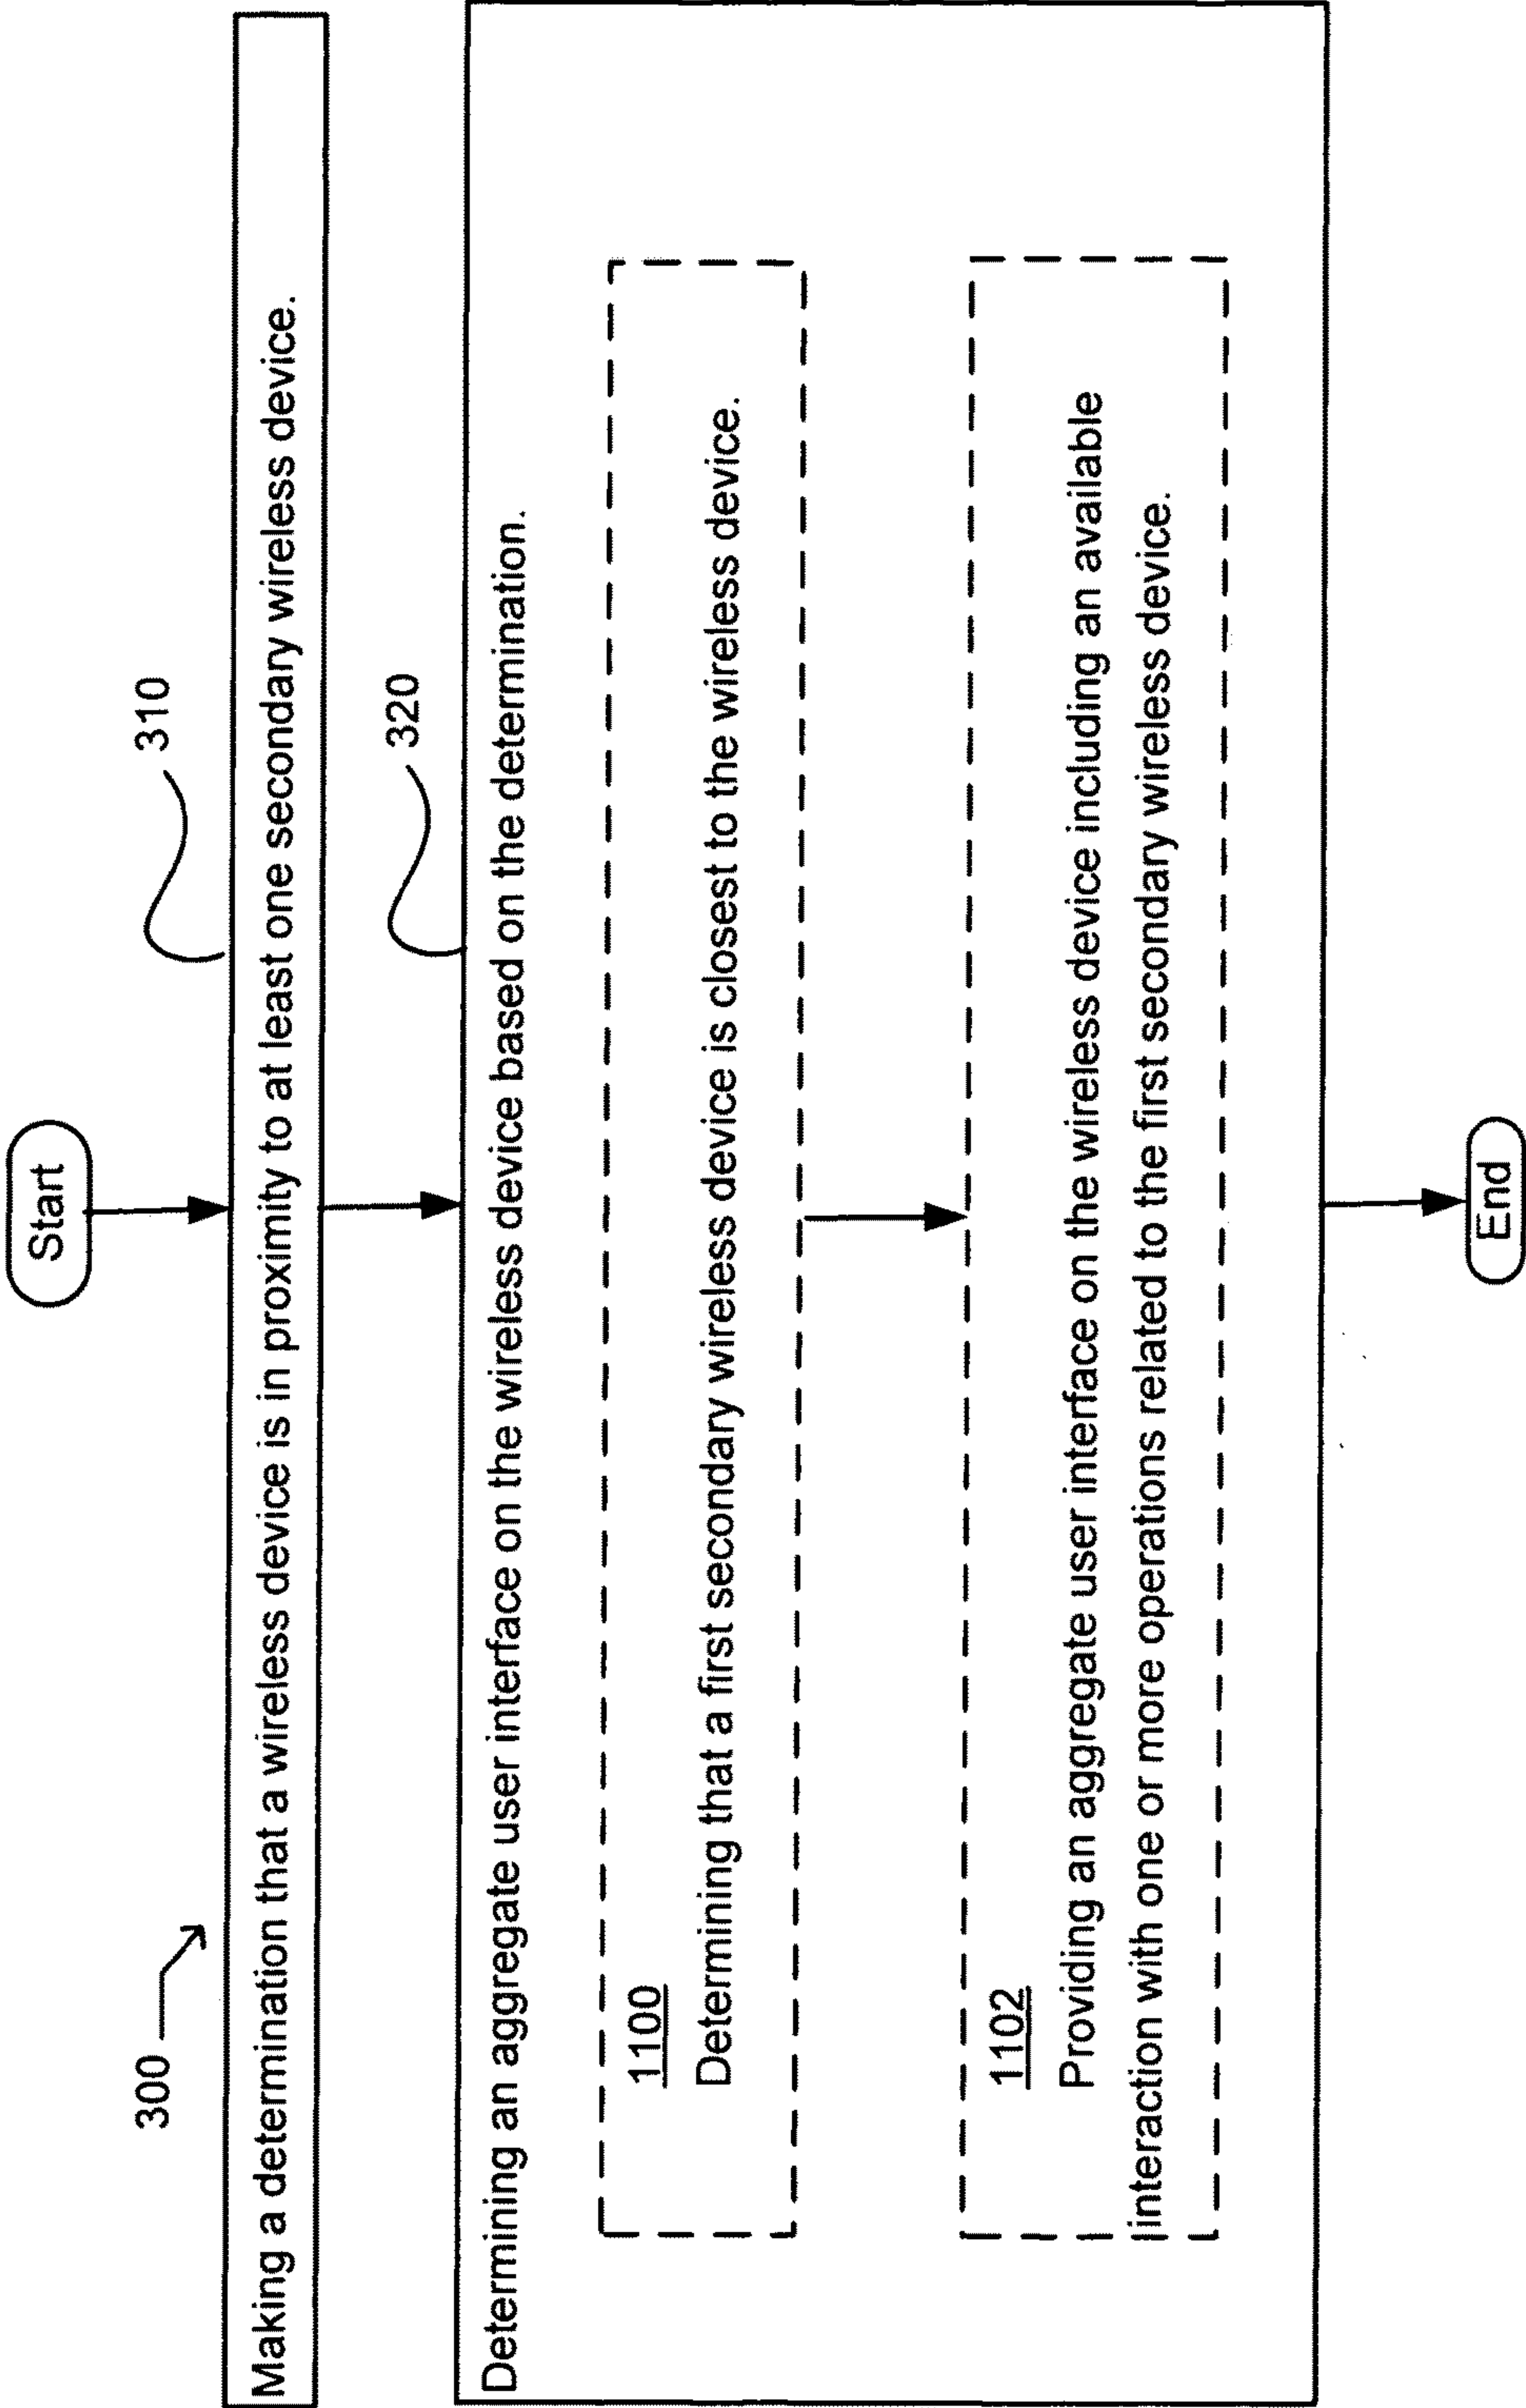 Start
300
310
Making a determination that a wireless device is in proximity to at least one secondary wireless device.
320
Determining an aggregate user interface on the wireless device based on the determination.
1100
Determining that a first secondary wireless device is closest to the wireless device.
1102
Providing an aggregate user interface on the wireless device including an available
interaction with one or more operations related to the first secondary wireless device.
End